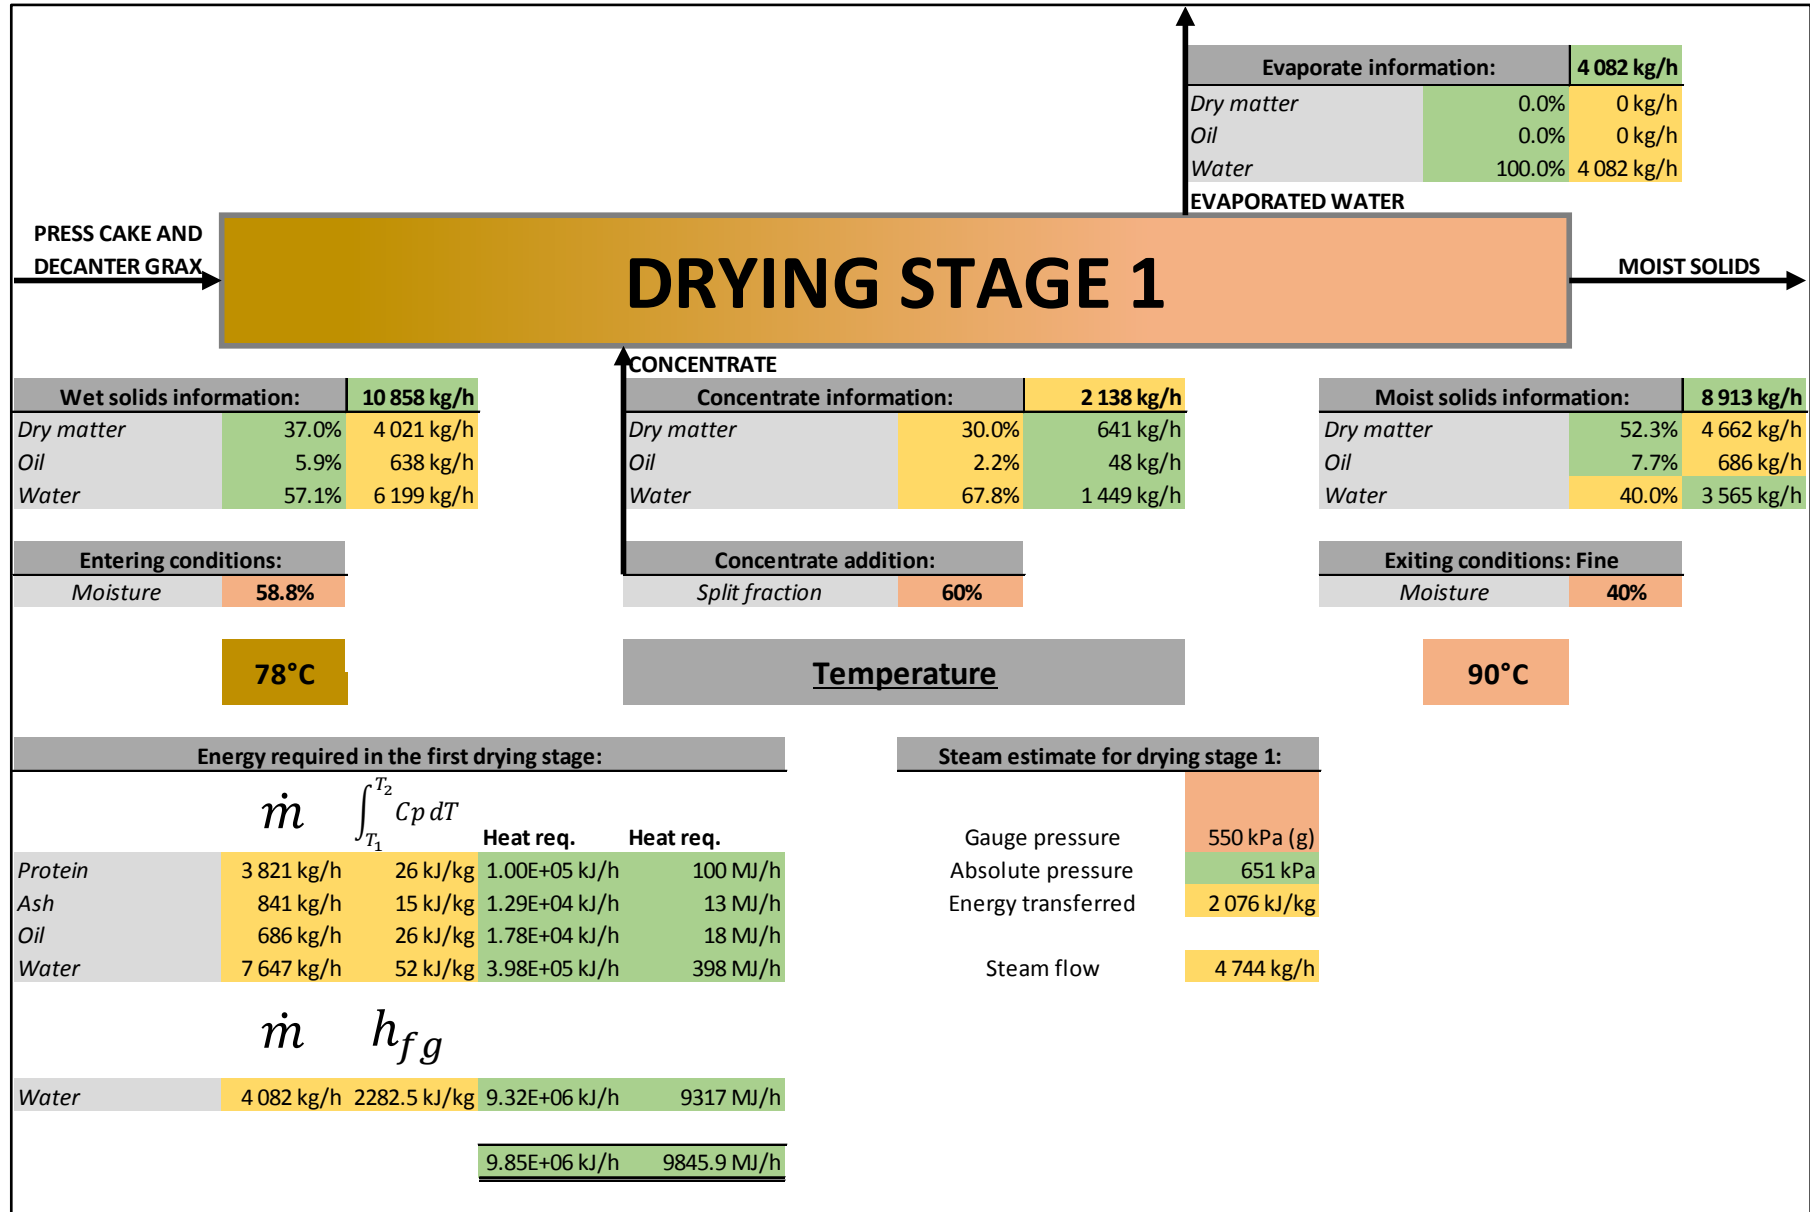 Evaporate information: 4 082 kg/h
Dry matter 0.0% 0 kg/h
Oil 0.0% 0 kg/h
Water 100.0% 4 082 kg/h
EVAPORATED WATER
PRESS CAKE AND
DECANTER GRAX
DRYING STAGE 1
MOIST SOLIDS
CONCENTRATE
Wet solids information: 10 858 kg/h
Dry matter 37.0% 4 021 kg/h
Oil 5.9% 638 kg/h
Water 57.1% 6 199 kg/h
Concentrate information: 2 138 kg/h
Dry matter 30.0% 641 kg/h
Oil 2.2% 48 kg/h
Water 67.8% 1 449 kg/h
Moist solids information: 8 913 kg/h
Dry matter 52.3% 4 662 kg/h
Oil 7.7% 686 kg/h
Water 40.0% 3 565 kg/h
Entering conditions:
Moisture 58.8%
Concentrate addition:
Split fraction 60%
Exiting conditions: Fine
Moisture 40%
78°C Temperature 90°C
Energy required in the first drying stage:
ṁ ∫_{T_1}^{T_2} Cp dT Heat req. Heat req.
Protein 3 821 kg/h 26 kJ/kg 1.00E+05 kJ/h 100 MJ/h
Ash 841 kg/h 15 kJ/kg 1.29E+04 kJ/h 13 MJ/h
Oil 686 kg/h 26 kJ/kg 1.78E+04 kJ/h 18 MJ/h
Water 7 647 kg/h 52 kJ/kg 3.98E+05 kJ/h 398 MJ/h
ṁ h_{fg}
Water 4 082 kg/h 2282.5 kJ/kg 9.32E+06 kJ/h 9317 MJ/h
9.85E+06 kJ/h 9845.9 MJ/h
Steam estimate for drying stage 1:
Gauge pressure 550 kPa (g)
Absolute pressure 651 kPa
Energy transferred 2 076 kJ/kg
Steam flow 4 744 kg/h